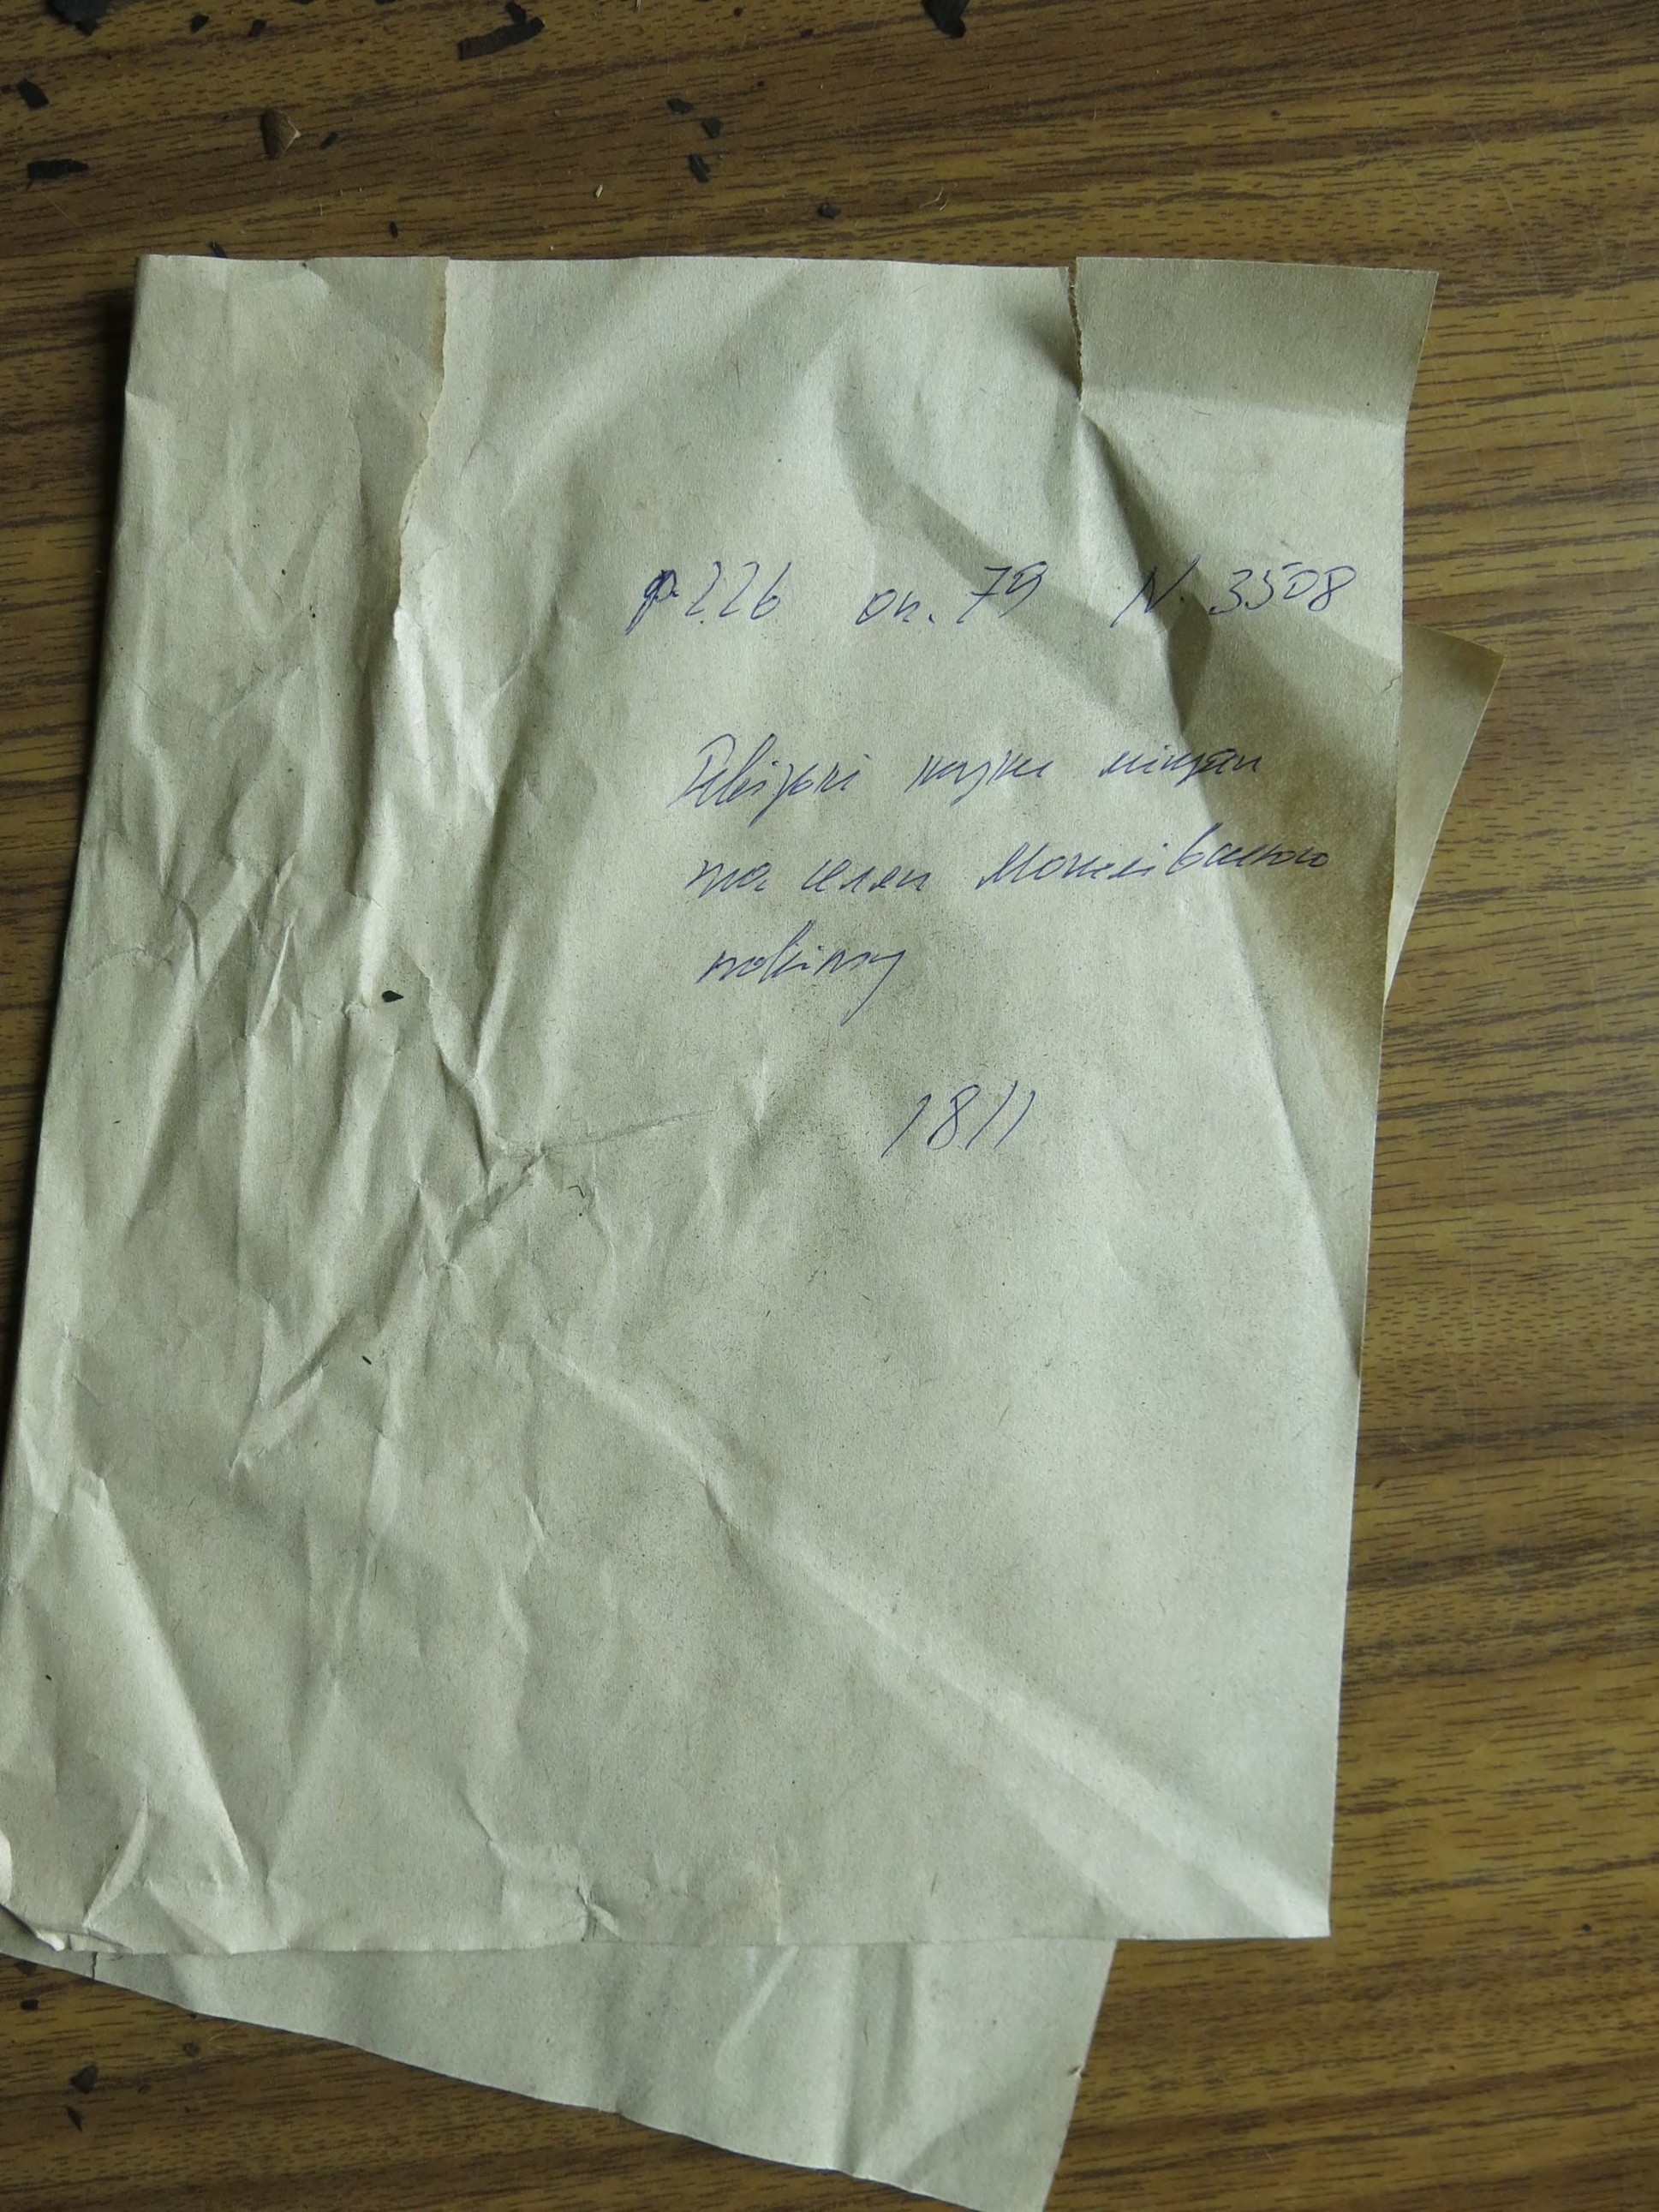 ф. 226 оп. 79 N. 3508
Ревізькі казки міщан
та селян Могилівського
повіту
1811